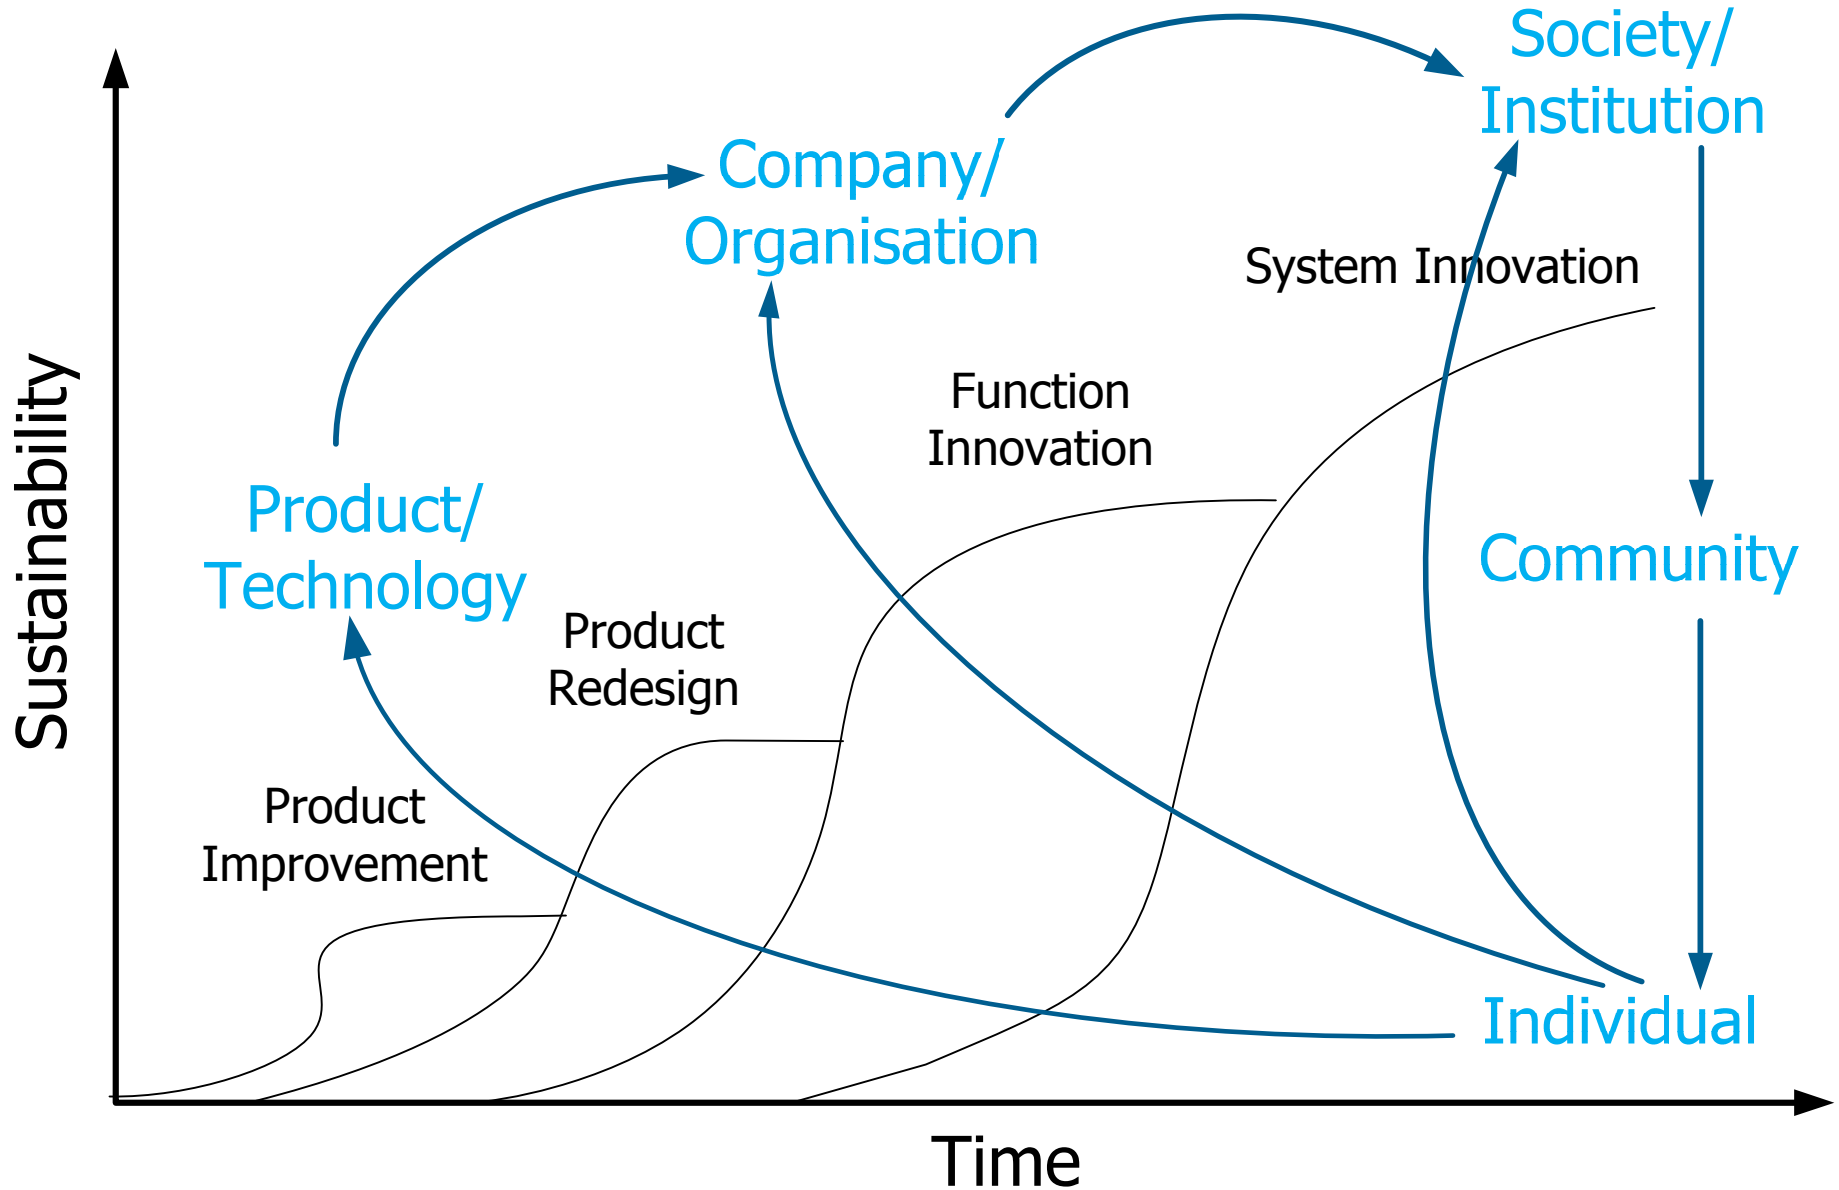 Society/
Institution
Company/
Organisation
System Innovation
Function
Innovation
Product/
Technology
Community
Product
Redesign
Product
Improvement
Individual
Sustainability
Time